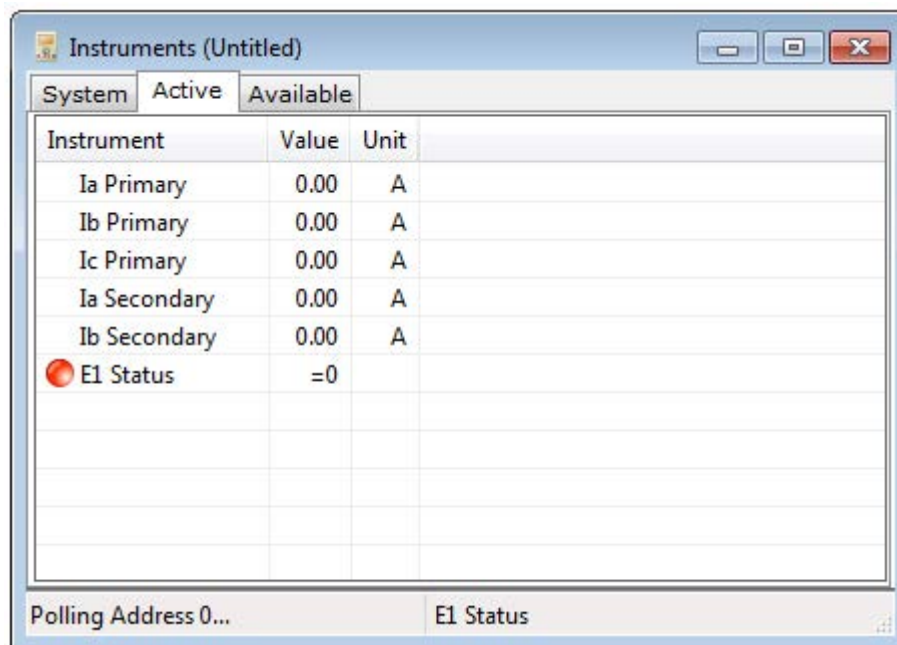 Instruments (Untitled)
System Active Available
Instrument Value Unit
Ia Primary 0.00 A
Ib Primary 0.00 A
Ic Primary 0.00 A
Ia Secondary 0.00 A
Ib Secondary 0.00 A
E1 Status =0
Polling Address 0... E1 Status